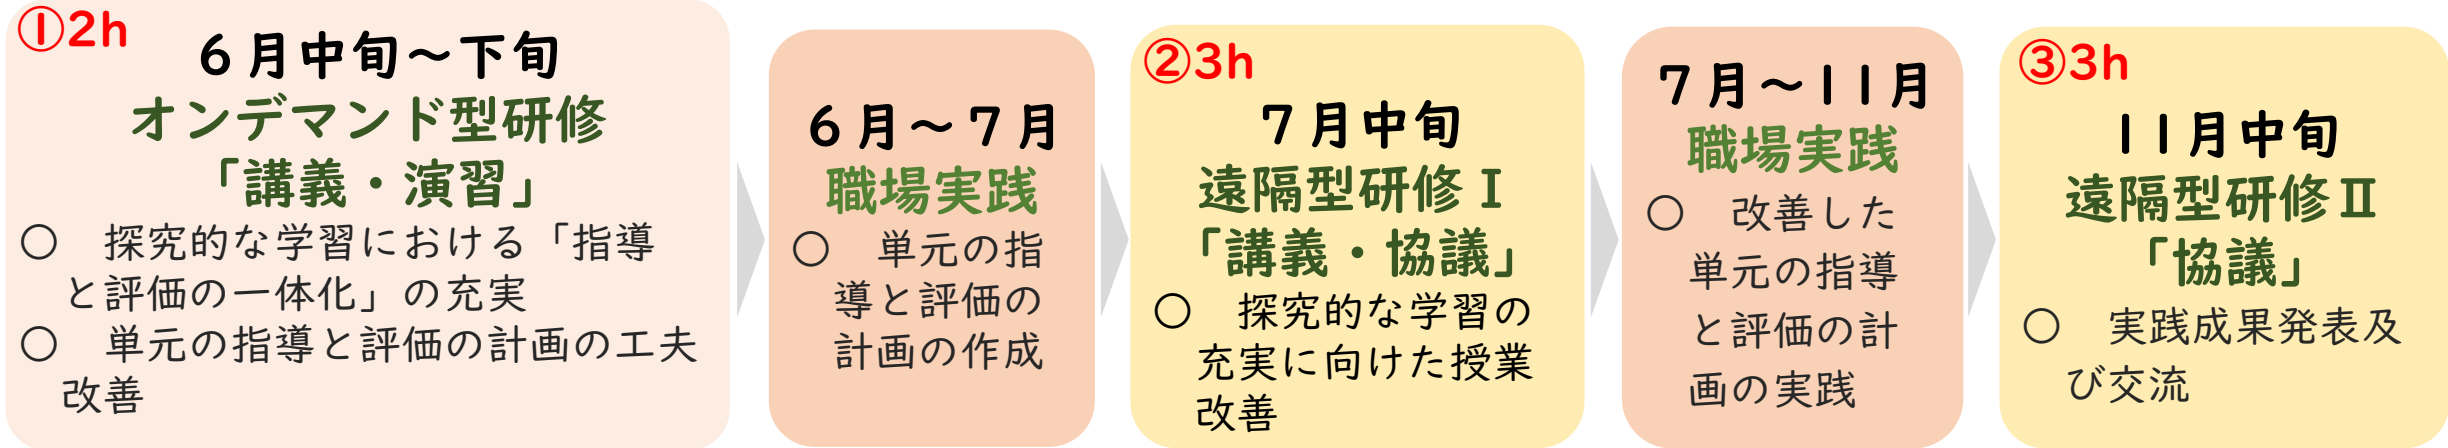 ①2h
６月中旬～下旬
オンデマンド型研修
「講義・演習」
○　探究的な学習における「指導
と評価の一体化」の充実
○　単元の指導と評価の計画の工夫
改善
６月～７月
職場実践
○　単元の指
導と評価の
計画の作成
②3h
７月中旬
遠隔型研修Ⅰ
「講義・協議」
○　探究的な学習の
充実に向けた授業
改善
７月～11月
職場実践
○　改善した
単元の指導
と評価の計
画の実践
③3h
11月中旬
遠隔型研修Ⅱ
「協議」
○　実践成果発表及
び交流